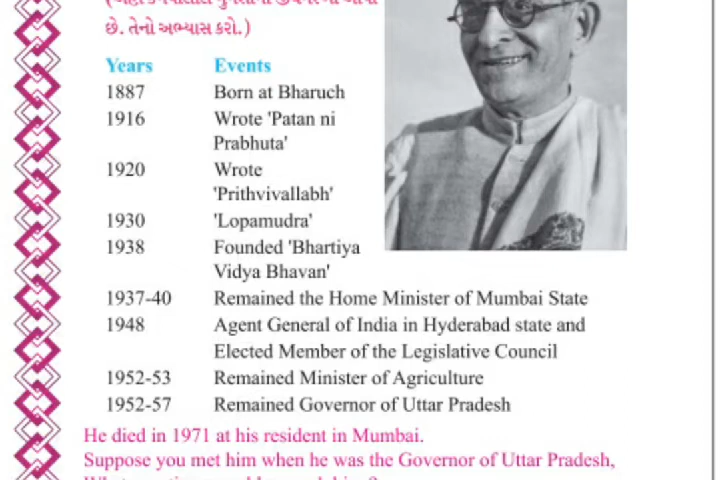 છે. તેનો અભ્યાસ કરો.)
Years Events
1887 Born at Bharuch
1916 Wrote 'Patan ni
Prabhuta'
1920 Wrote
'Prithvivallabh'
1930 'Lopamudra'
1938 Founded 'Bhartiya
Vidya Bhavan'
1937-40 Remained the Home Minister of Mumbai State
1948 Agent General of India in Hyderabad state and
Elected Member of the Legislative Council
1952-53 Remained Minister of Agriculture
1952-57 Remained Governor of Uttar Pradesh
He died in 1971 at his resident in Mumbai.
Suppose you met him when he was the Governor of Uttar Pradesh,